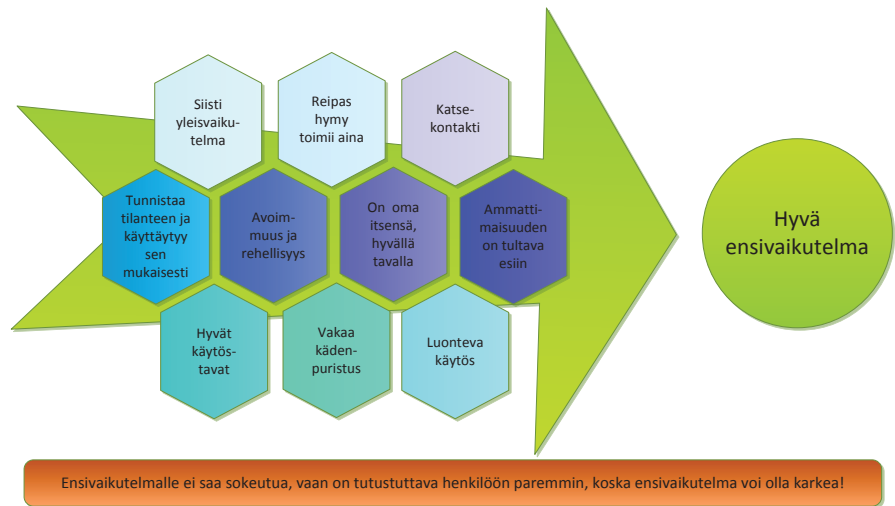 Siisti
yleisvaiku-
telma
Reipas
hymy
toimii aina
Katse-
kontakti
Tunnistaa
tilanteen ja
käyttäytyy
sen
mukaisesti
Avoim-
muus ja
rehellisyys
On oma
itsensä,
hyvällä
tavalla
Ammatti-
maisuuden
on tultava
esiin
Hyvät
käytös-
tavat
Vakaa
käden-
puristus
Luonteva
käytös
Hyvä
ensivaikutelma
Ensivaikutelmalle ei saa sokeutua, vaan on tutustuttava henkilöön paremmin, koska ensivaikutelma voi olla karkea!